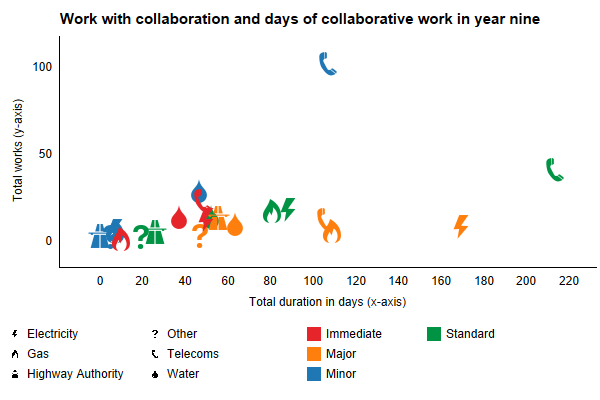 Work with collaboration and days of collaborative work in year nine
Total works (y-axis)
100
50
0
0 20 40 60 80 100 120 140 160 180 200 220
Total duration in days (x-axis)
Electricity Other Immediate Standard
Gas Telecoms Major
Highway Authority Water Minor